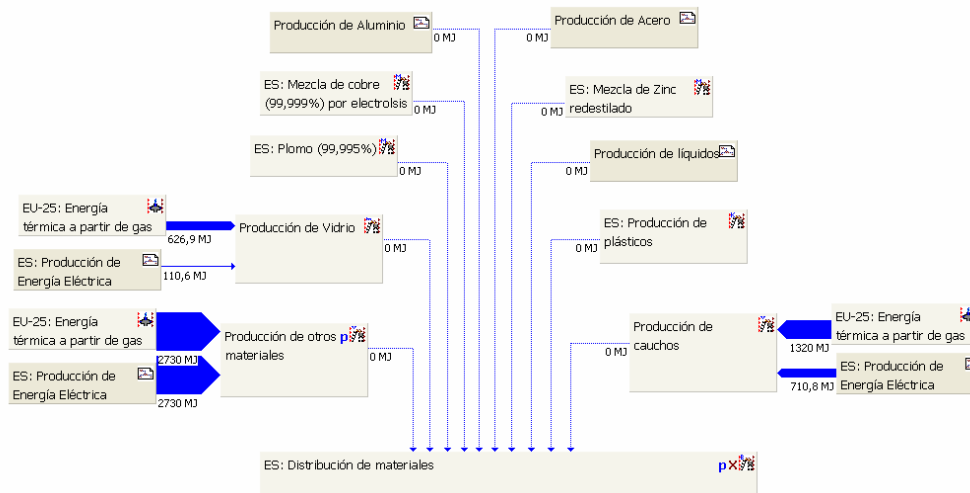 Producción de Aluminio
0 MJ
Producción de Acero
0 MJ
ES: Mezcla de cobre
(99,999%) por electrolsis
0 MJ
ES: Mezcla de Zinc
redestilado
0 MJ
ES: Plomo (99,995%)
0 MJ
Producción de líquidos
0 MJ
EU-25: Energía
térmica a partir de gas
626,9 MJ
ES: Producción de
Energía Eléctrica
110,6 MJ
Producción de Vidrio
0 MJ
ES: Producción de
plásticos
0 MJ
EU-25: Energía
térmica a partir de gas
2730 MJ
ES: Producción de
Energía Eléctrica
2730 MJ
Producción de otros p
materiales
0 MJ
Producción de
cauchos
0 MJ
EU-25: Energía
térmica a partir de gas
1320 MJ
ES: Producción de
Energía Eléctrica
710,8 MJ
ES: Distribución de materiales
pX